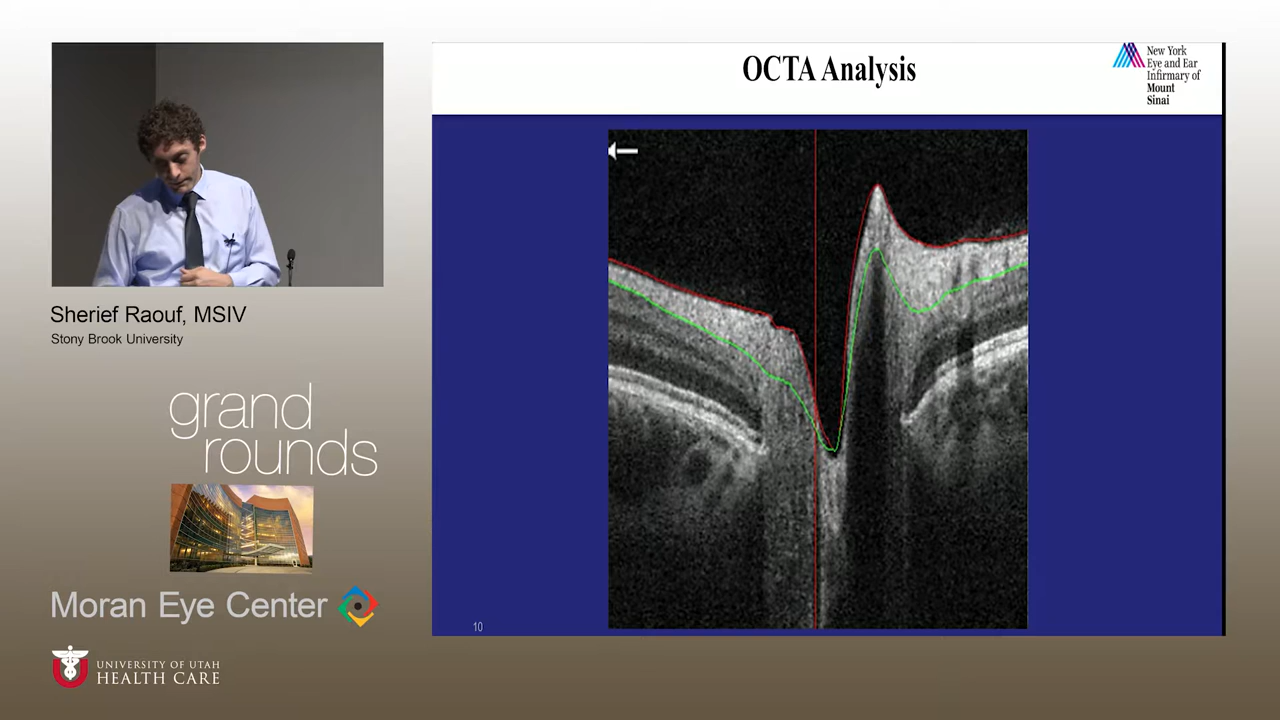 OCTA Analysis
New York
Eye and Ear
Infirmary of
Mount
Sinai
Sherief Raouf, MSIV
Stony Brook University
grand
rounds
Moran Eye Center
UNIVERSITY OF UTAH
HEALTH CARE
10